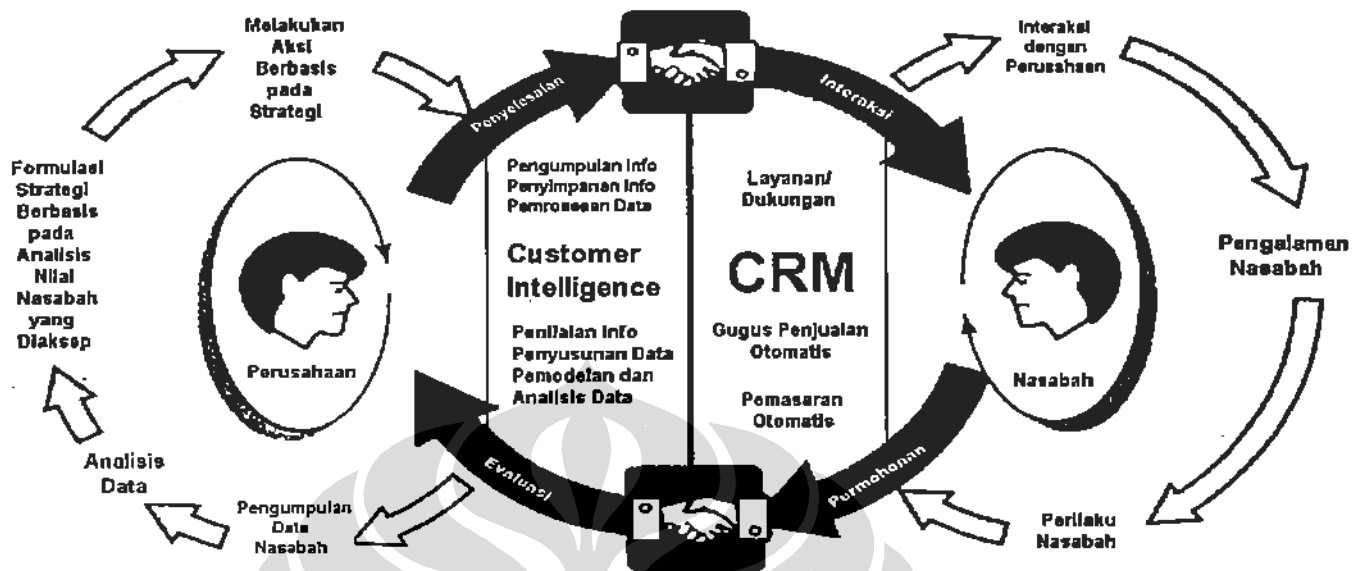 Melakukan
Aksi
Berbasis
pada
Strategi
Formulasi
Strategi
Berbasis
pada
Analisis
Nilai
Nasabah
yang
Diaksep
Analisis
Data
Pengumpulan
Data
Nasabah
Perusahaan
Penyelesaian
Evaluasi
Pengumpulan Info
Penyimpanan Info
Pemrosesan Data
Customer
Intelligence
Penilaian Info
Penyusunan Data
Pemodelan dan
Analisis Data
Layanan/
Dukungan
CRM
Gugus Penjualan
Otomatis
Pemasaran
Otomatis
Interaksi
Purmohonan
Nasabah
Interaksi
dengan
Perusahaan
Pengalaman
Nasabah
Perilaku
Nasabah